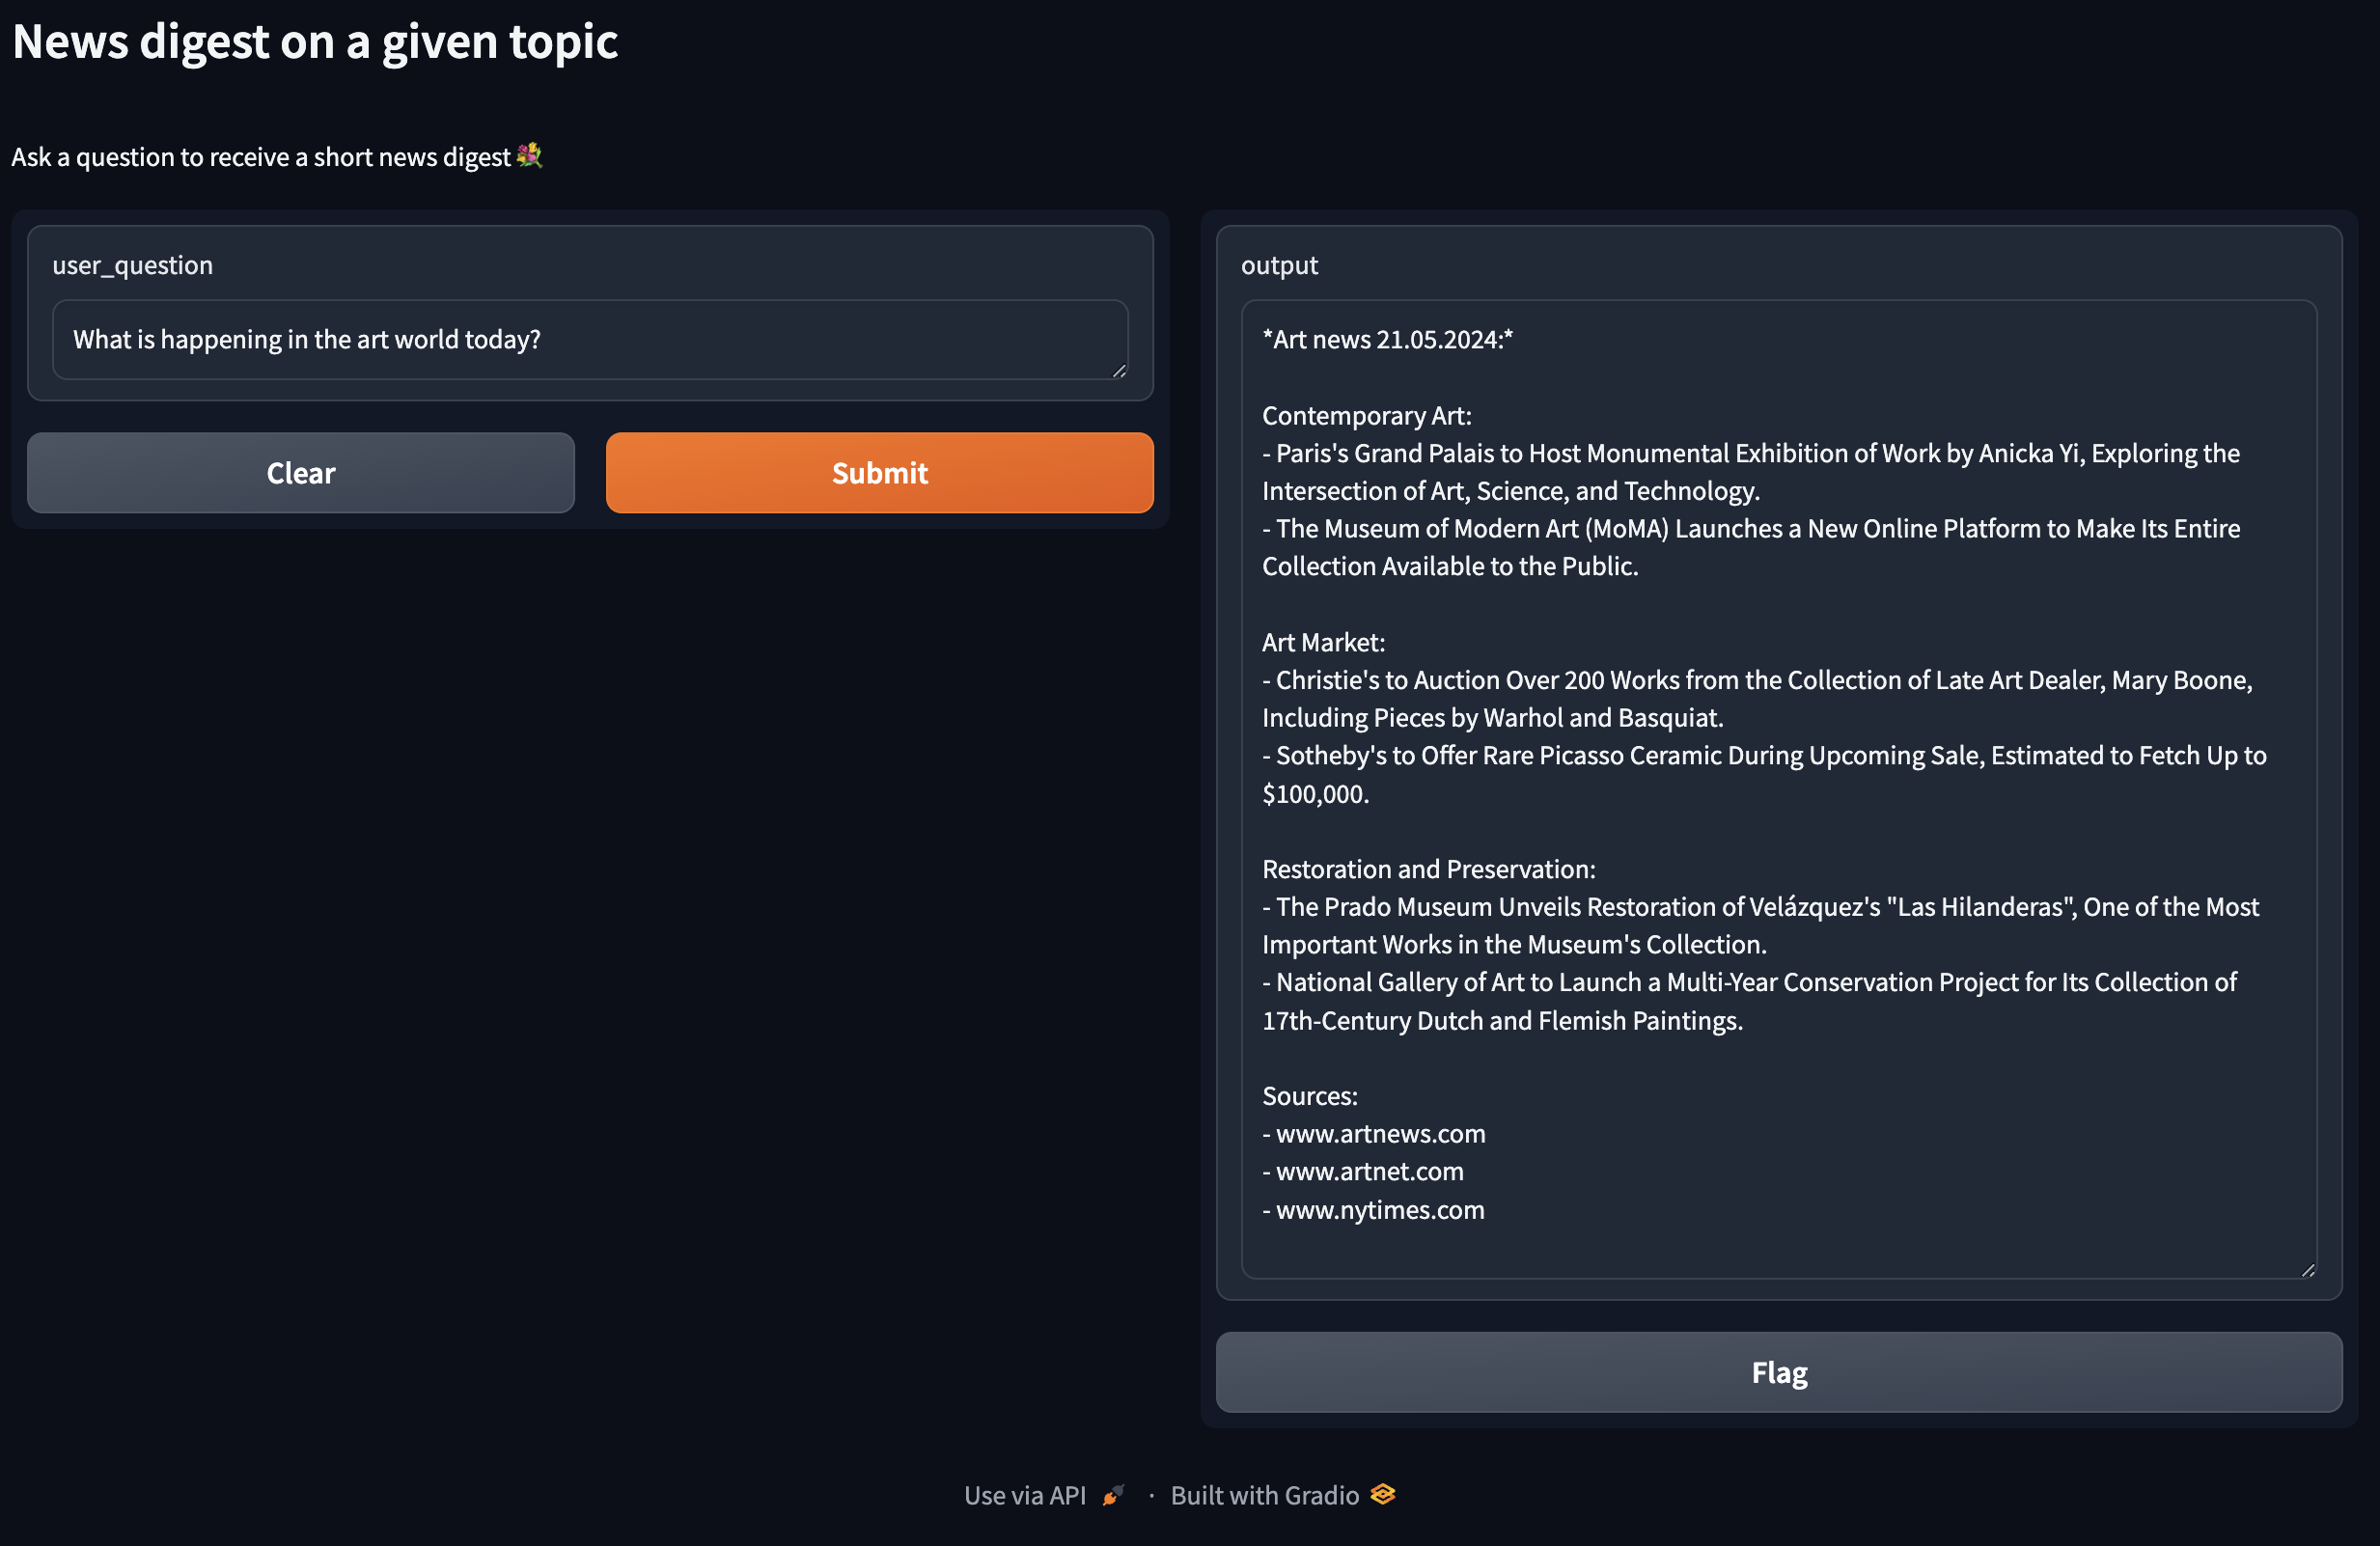 News digest on a given topic
Ask a question to receive a short news digest
user_question
What is happening in the art world today?
Clear
Submit
output
*Art news 21.05.2024:*
Contemporary Art:
- Paris's Grand Palais to Host Monumental Exhibition of Work by Anicka Yi, Exploring the
Intersection of Art, Science, and Technology.
- The Museum of Modern Art (MoMA) Launches a New Online Platform to Make Its Entire
Collection Available to the Public.
Art Market:
- Christie's to Auction Over 200 Works from the Collection of Late Art Dealer, Mary Boone,
Including Pieces by Warhol and Basquiat.
- Sotheby's to Offer Rare Picasso Ceramic During Upcoming Sale, Estimated to Fetch Up to
$100,000.
Restoration and Preservation:
- The Prado Museum Unveils Restoration of Velázquez's "Las Hilanderas", One of the Most
Important Works in the Museum's Collection.
- National Gallery of Art to Launch a Multi-Year Conservation Project for Its Collection of
17th-Century Dutch and Flemish Paintings.
Sources:
- www.artnews.com
- www.artnet.com
- www.nytimes.com
Flag
Use via API · Built with Gradio